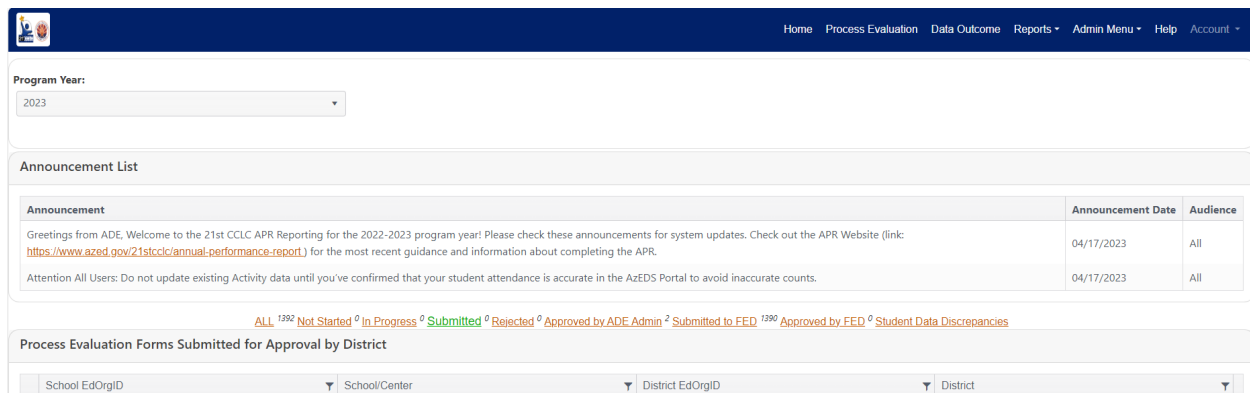 Home Process Evaluation Data Outcome Reports Admin Menu Help Account
Program Year:
2023
Announcement List
Announcement Announcement Date Audience
Greetings from ADE, Welcome to the 21st CCLC APR Reporting for the 2022-2023 program year! Please check these announcements for system updates. Check out the APR Website (link:
https://www.azed.gov/21stcclc/annual-performance-report ) for the most recent guidance and information about completing the APR.
04/17/2023 All
Attention All Users: Do not update existing Activity data until you've confirmed that your student attendance is accurate in the AzEDS Portal to avoid inaccurate counts. 04/17/2023 All
ALL 1392 Not Started 0 In Progress 0 Submitted 0 Rejected 0 Approved by ADE Admin 2 Submitted to FED 1390 Approved by FED 0 Student Data Discrepancies
Process Evaluation Forms Submitted for Approval by District
School EdOrgID School/Center District EdOrgID District